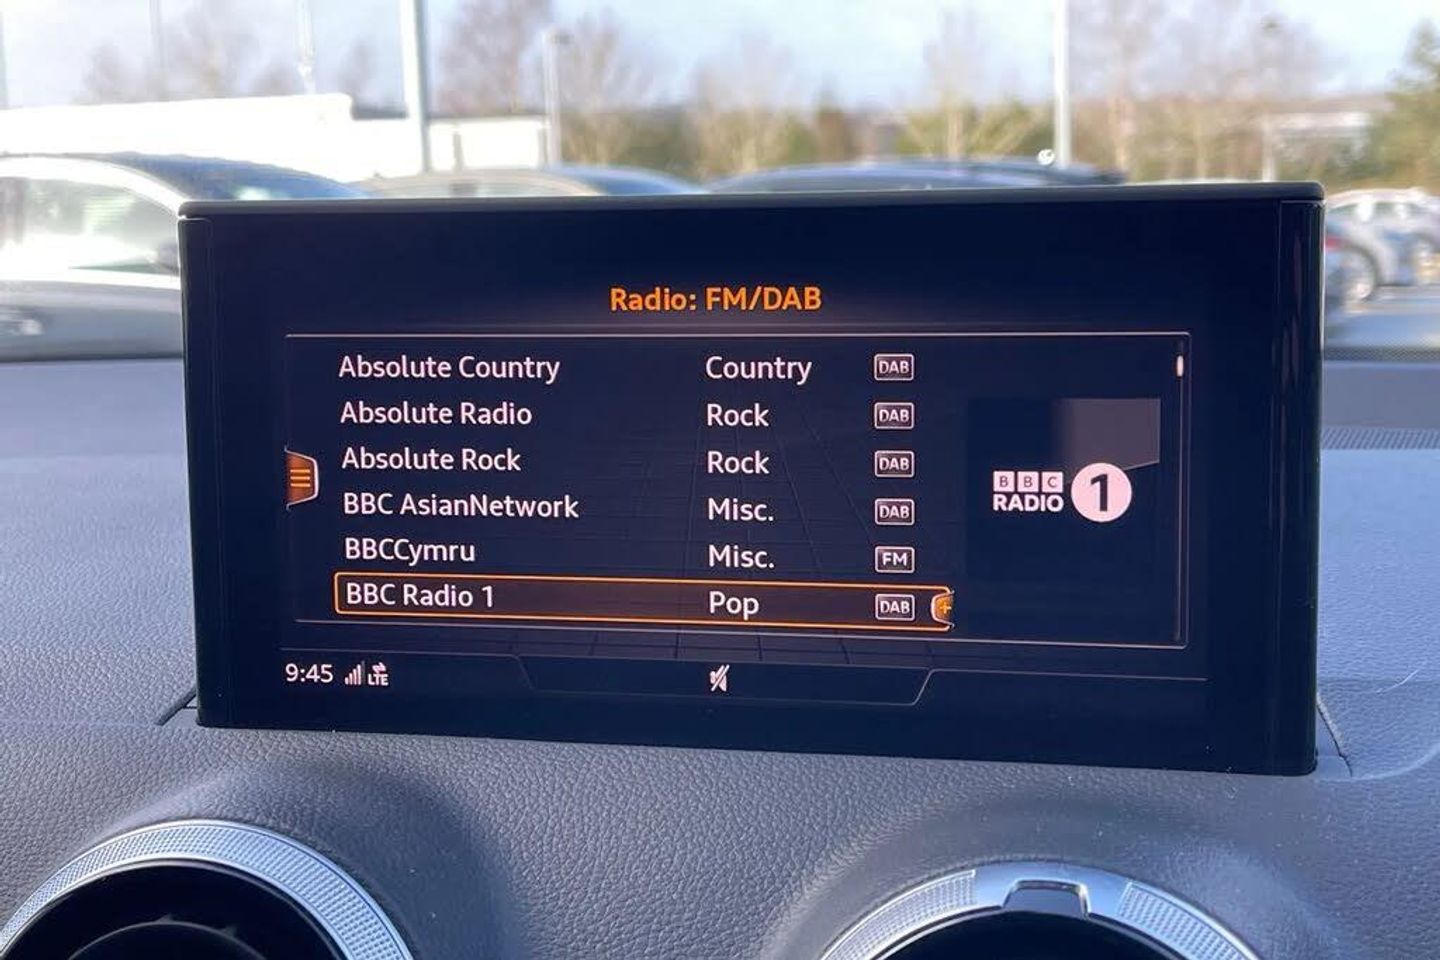 Radio: FM/DAB
Absolute Country Country DAB
Absolute Radio Rock DAB
Absolute Rock Rock DAB
BBC AsianNetwork Misc. DAB
BBCCymru Misc. FM
BBC Radio 1 Pop DAB
BBC
RADIO 1
9:45 LTE